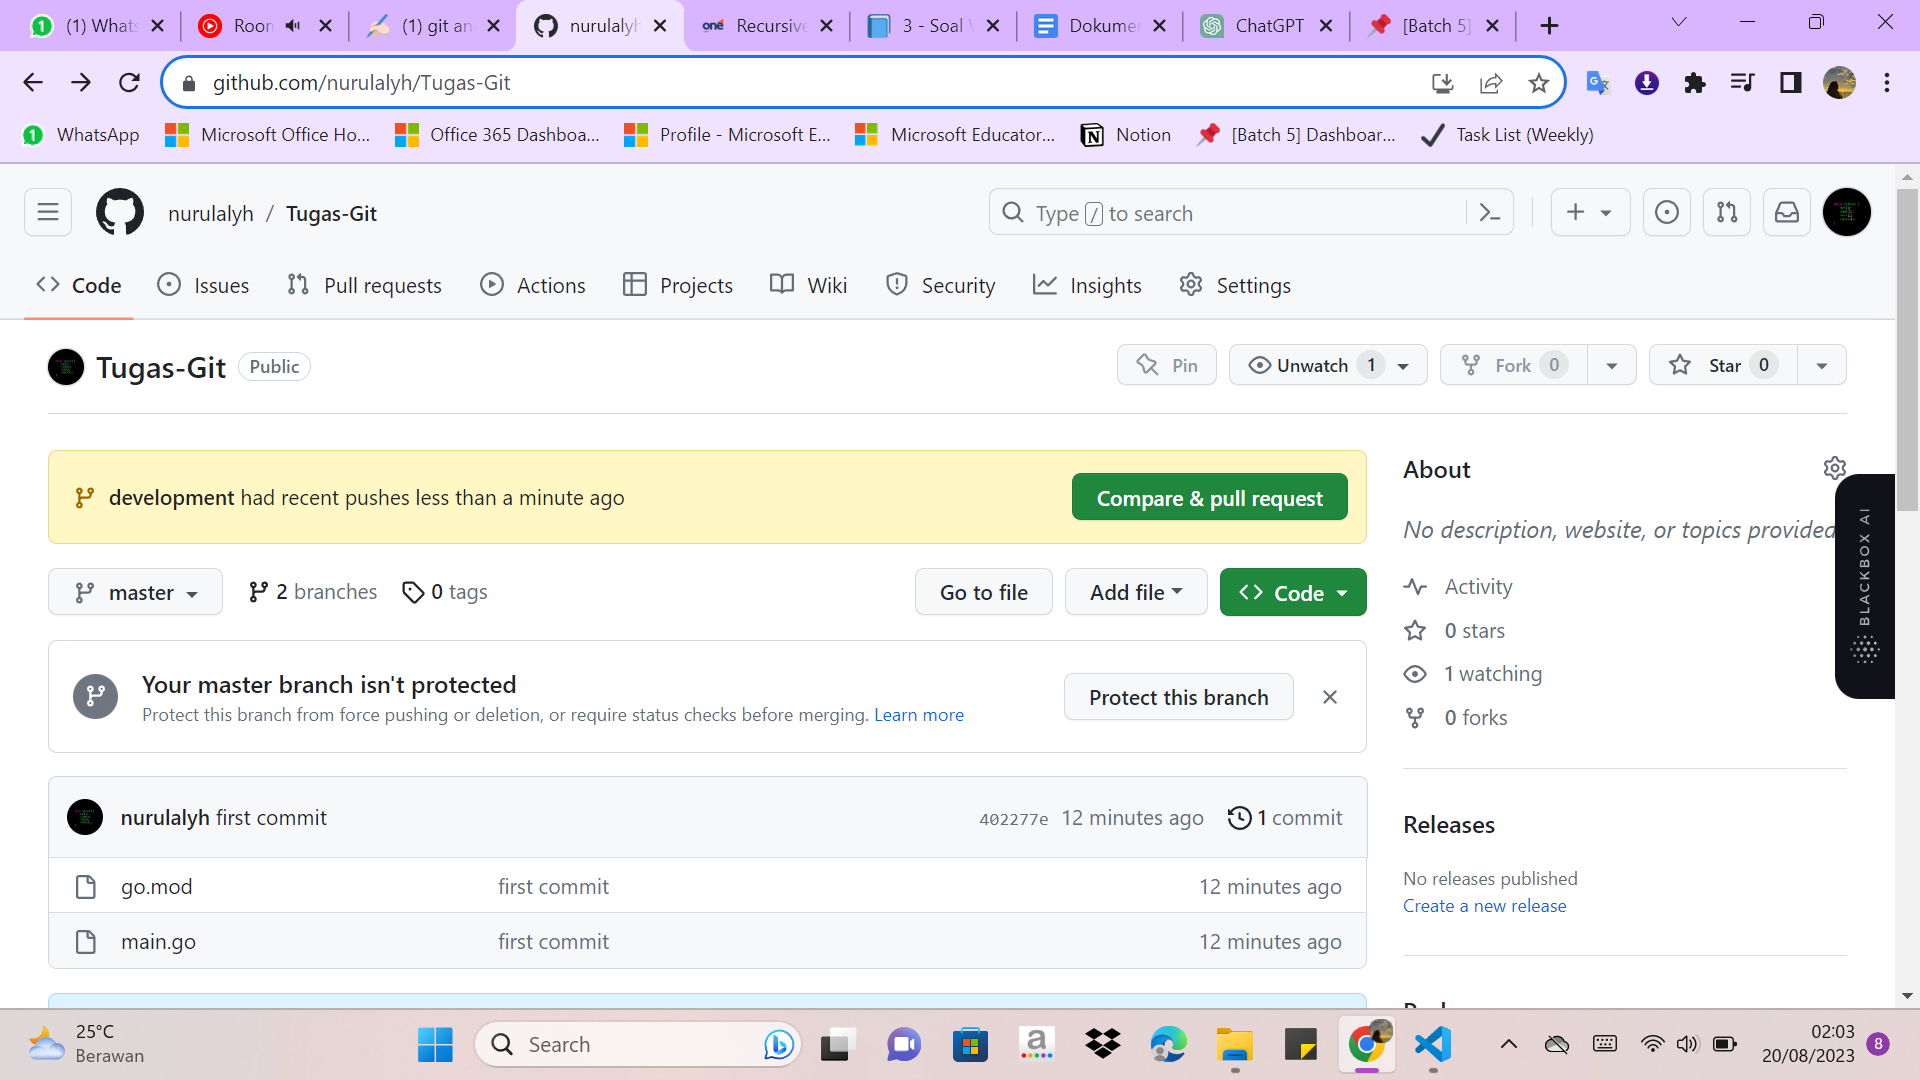 (1) Whats
Room
(1) git an
nurulalyh
one Recursive
3 - Soal
Dokumen
ChatGPT
[Batch 5]
github.com/nurulalyh/Tugas-Git
WhatsApp
Microsoft Office Ho...
Office 365 Dashboa...
Profile - Microsoft E...
Microsoft Educator...
Notion
[Batch 5] Dashboar...
Task List (Weekly)
nurulalyh / Tugas-Git
Type / to search
Code
Issues
Pull requests
Actions
Projects
Wiki
Security
Insights
Settings
Tugas-Git Public
Pin
Unwatch 1
Fork 0
Star 0
development had recent pushes less than a minute ago
Compare & pull request
master
2 branches
0 tags
Go to file
Add file
Code
Your master branch isn't protected
Protect this branch from force pushing or deletion, or require status checks before merging. Learn more
Protect this branch
nurulalyh first commit
402277e 12 minutes ago
1 commit
go.mod first commit 12 minutes ago
main.go first commit 12 minutes ago
About
No description, website, or topics provided
Activity
0 stars
1 watching
0 forks
Releases
No releases published
Create a new release
BLACKBOX AI
25°C
Berawan
Search
02:03
20/08/2023
8